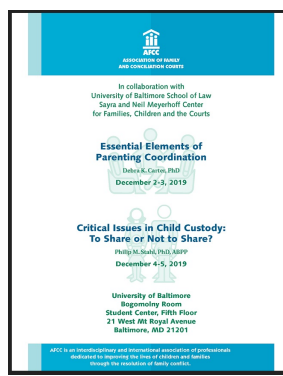 AFCC
ASSOCIATION OF FAMILY
AND CONCILIATION COURTS
In collaboration with
University of Baltimore School of Law
Sayra and Neil Meyerhoff Center
for Families, Children and the Courts
Essential Elements of
Parenting Coordination
Debra K. Carter, PhD
December 2-3, 2019
Critical Issues in Child Custody:
To Share or Not to Share?
Philip M. Stahl, PhD, ABPP
December 4-5, 2019
University of Baltimore
Bogomolny Room
Student Center, Fifth Floor
21 West Mt Royal Avenue
Baltimore, MD 21201
AFCC is an interdisciplinary and international association of professionals
dedicated to improving the lives of children and families
through the resolution of family conflict.